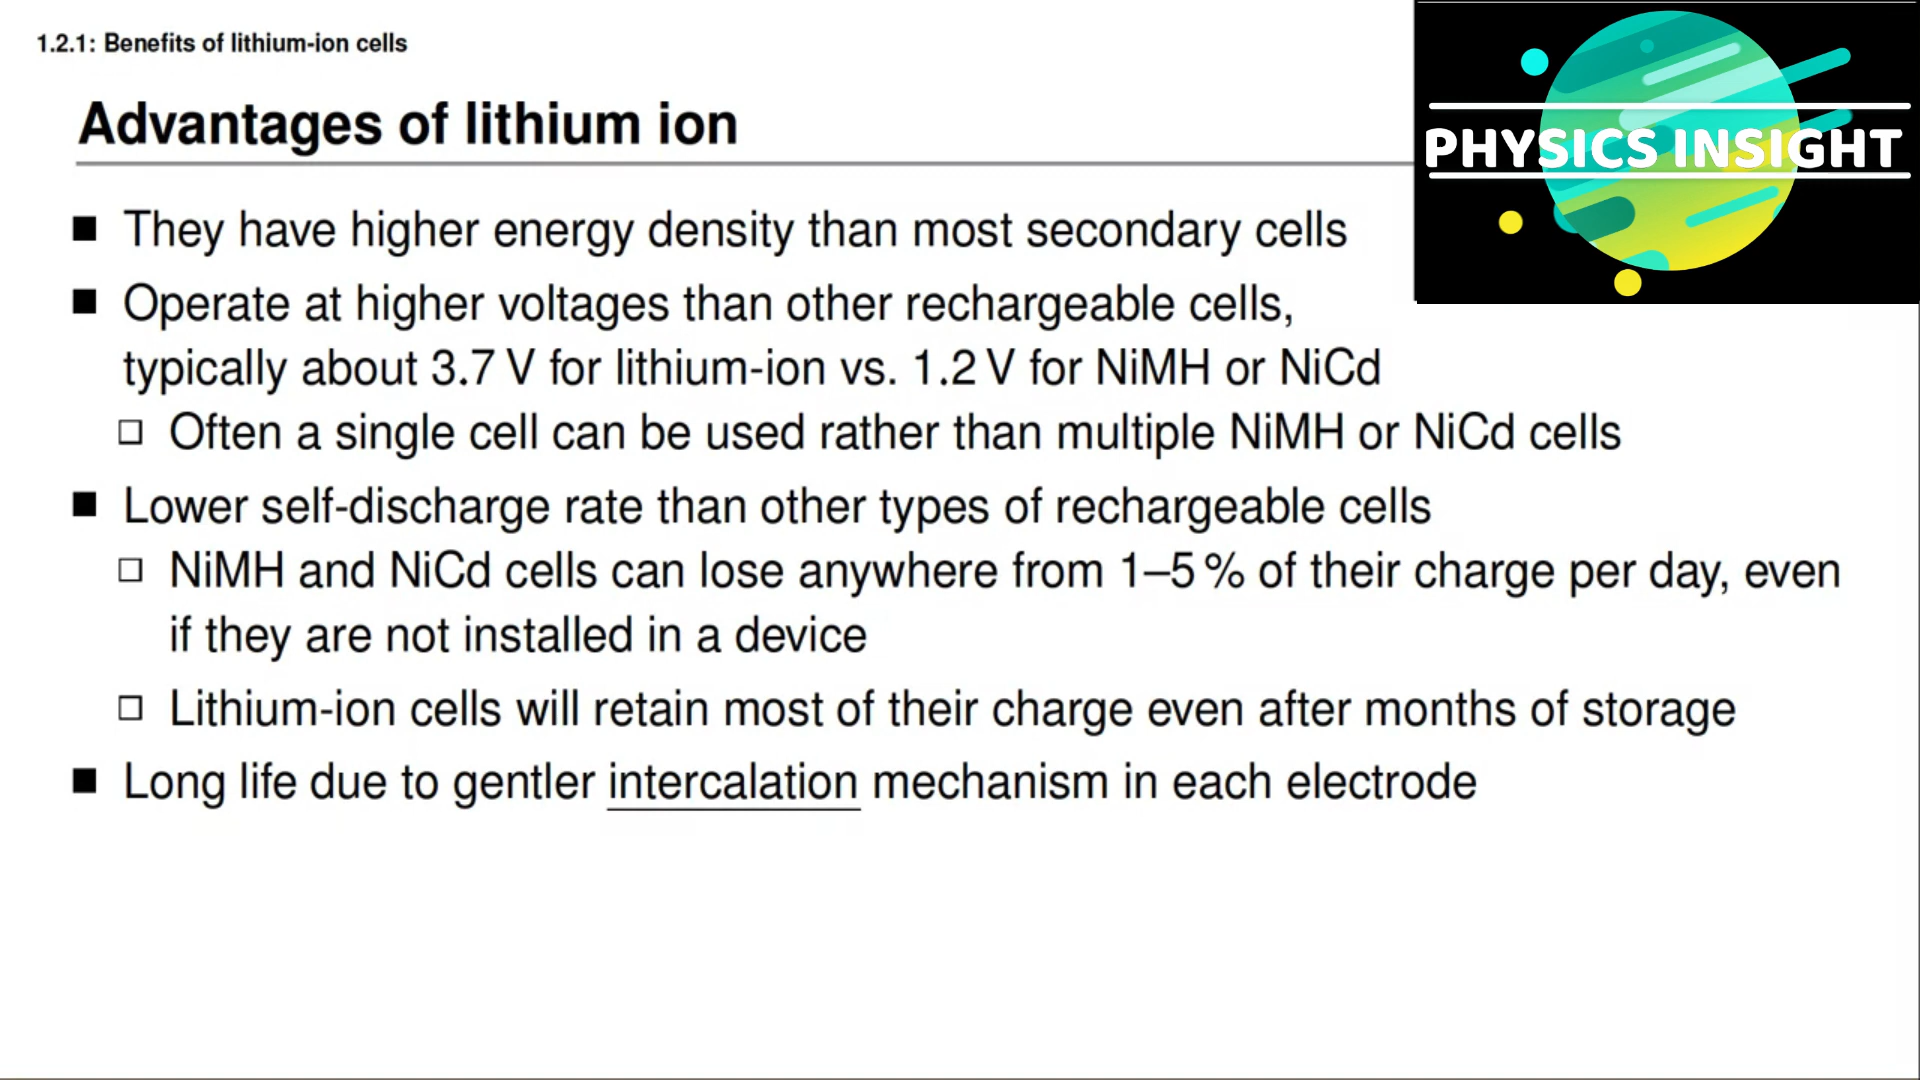 1.2.1: Benefits of lithium-ion cells
PHYSICS INSIGHT
Advantages of lithium ion
They have higher energy density than most secondary cells
Operate at higher voltages than other rechargeable cells,
typically about 3.7 V for lithium-ion vs. 1.2 V for NiMH or NiCd
Often a single cell can be used rather than multiple NiMH or NiCd cells
Lower self-discharge rate than other types of rechargeable cells
NiMH and NiCd cells can lose anywhere from 1–5 % of their charge per day, even
if they are not installed in a device
Lithium-ion cells will retain most of their charge even after months of storage
Long life due to gentler intercalation mechanism in each electrode